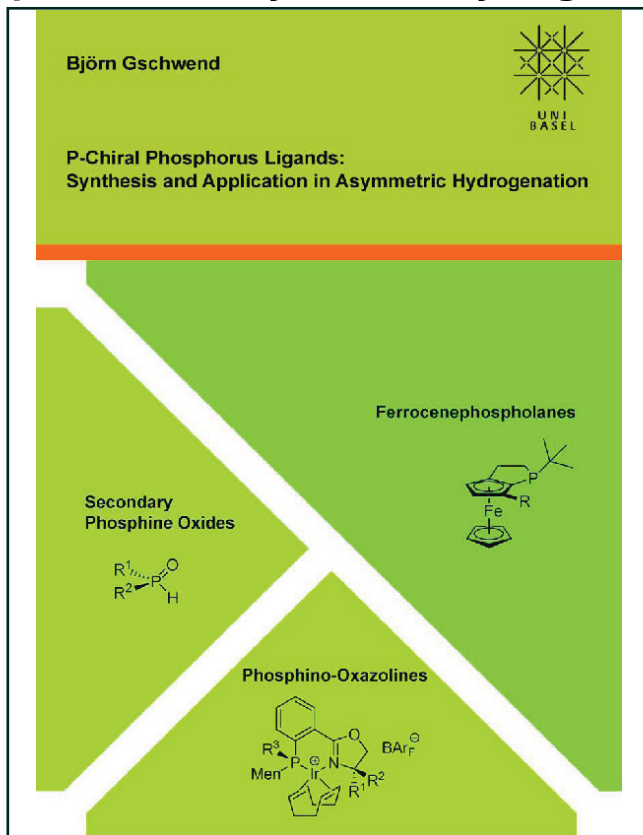 Björn Gschwend
UNI
BASEL
P-Chiral Phosphorus Ligands:
Synthesis and Application in Asymmetric Hydrogenation
Ferrocenephospholanes
P
Fe
R
Secondary
Phosphine Oxides
R1
O
P
R2
H
Phosphino-Oxazolines
O
BArF
⊖
R3
⊕
P
N
Men
Ir
R1
R2